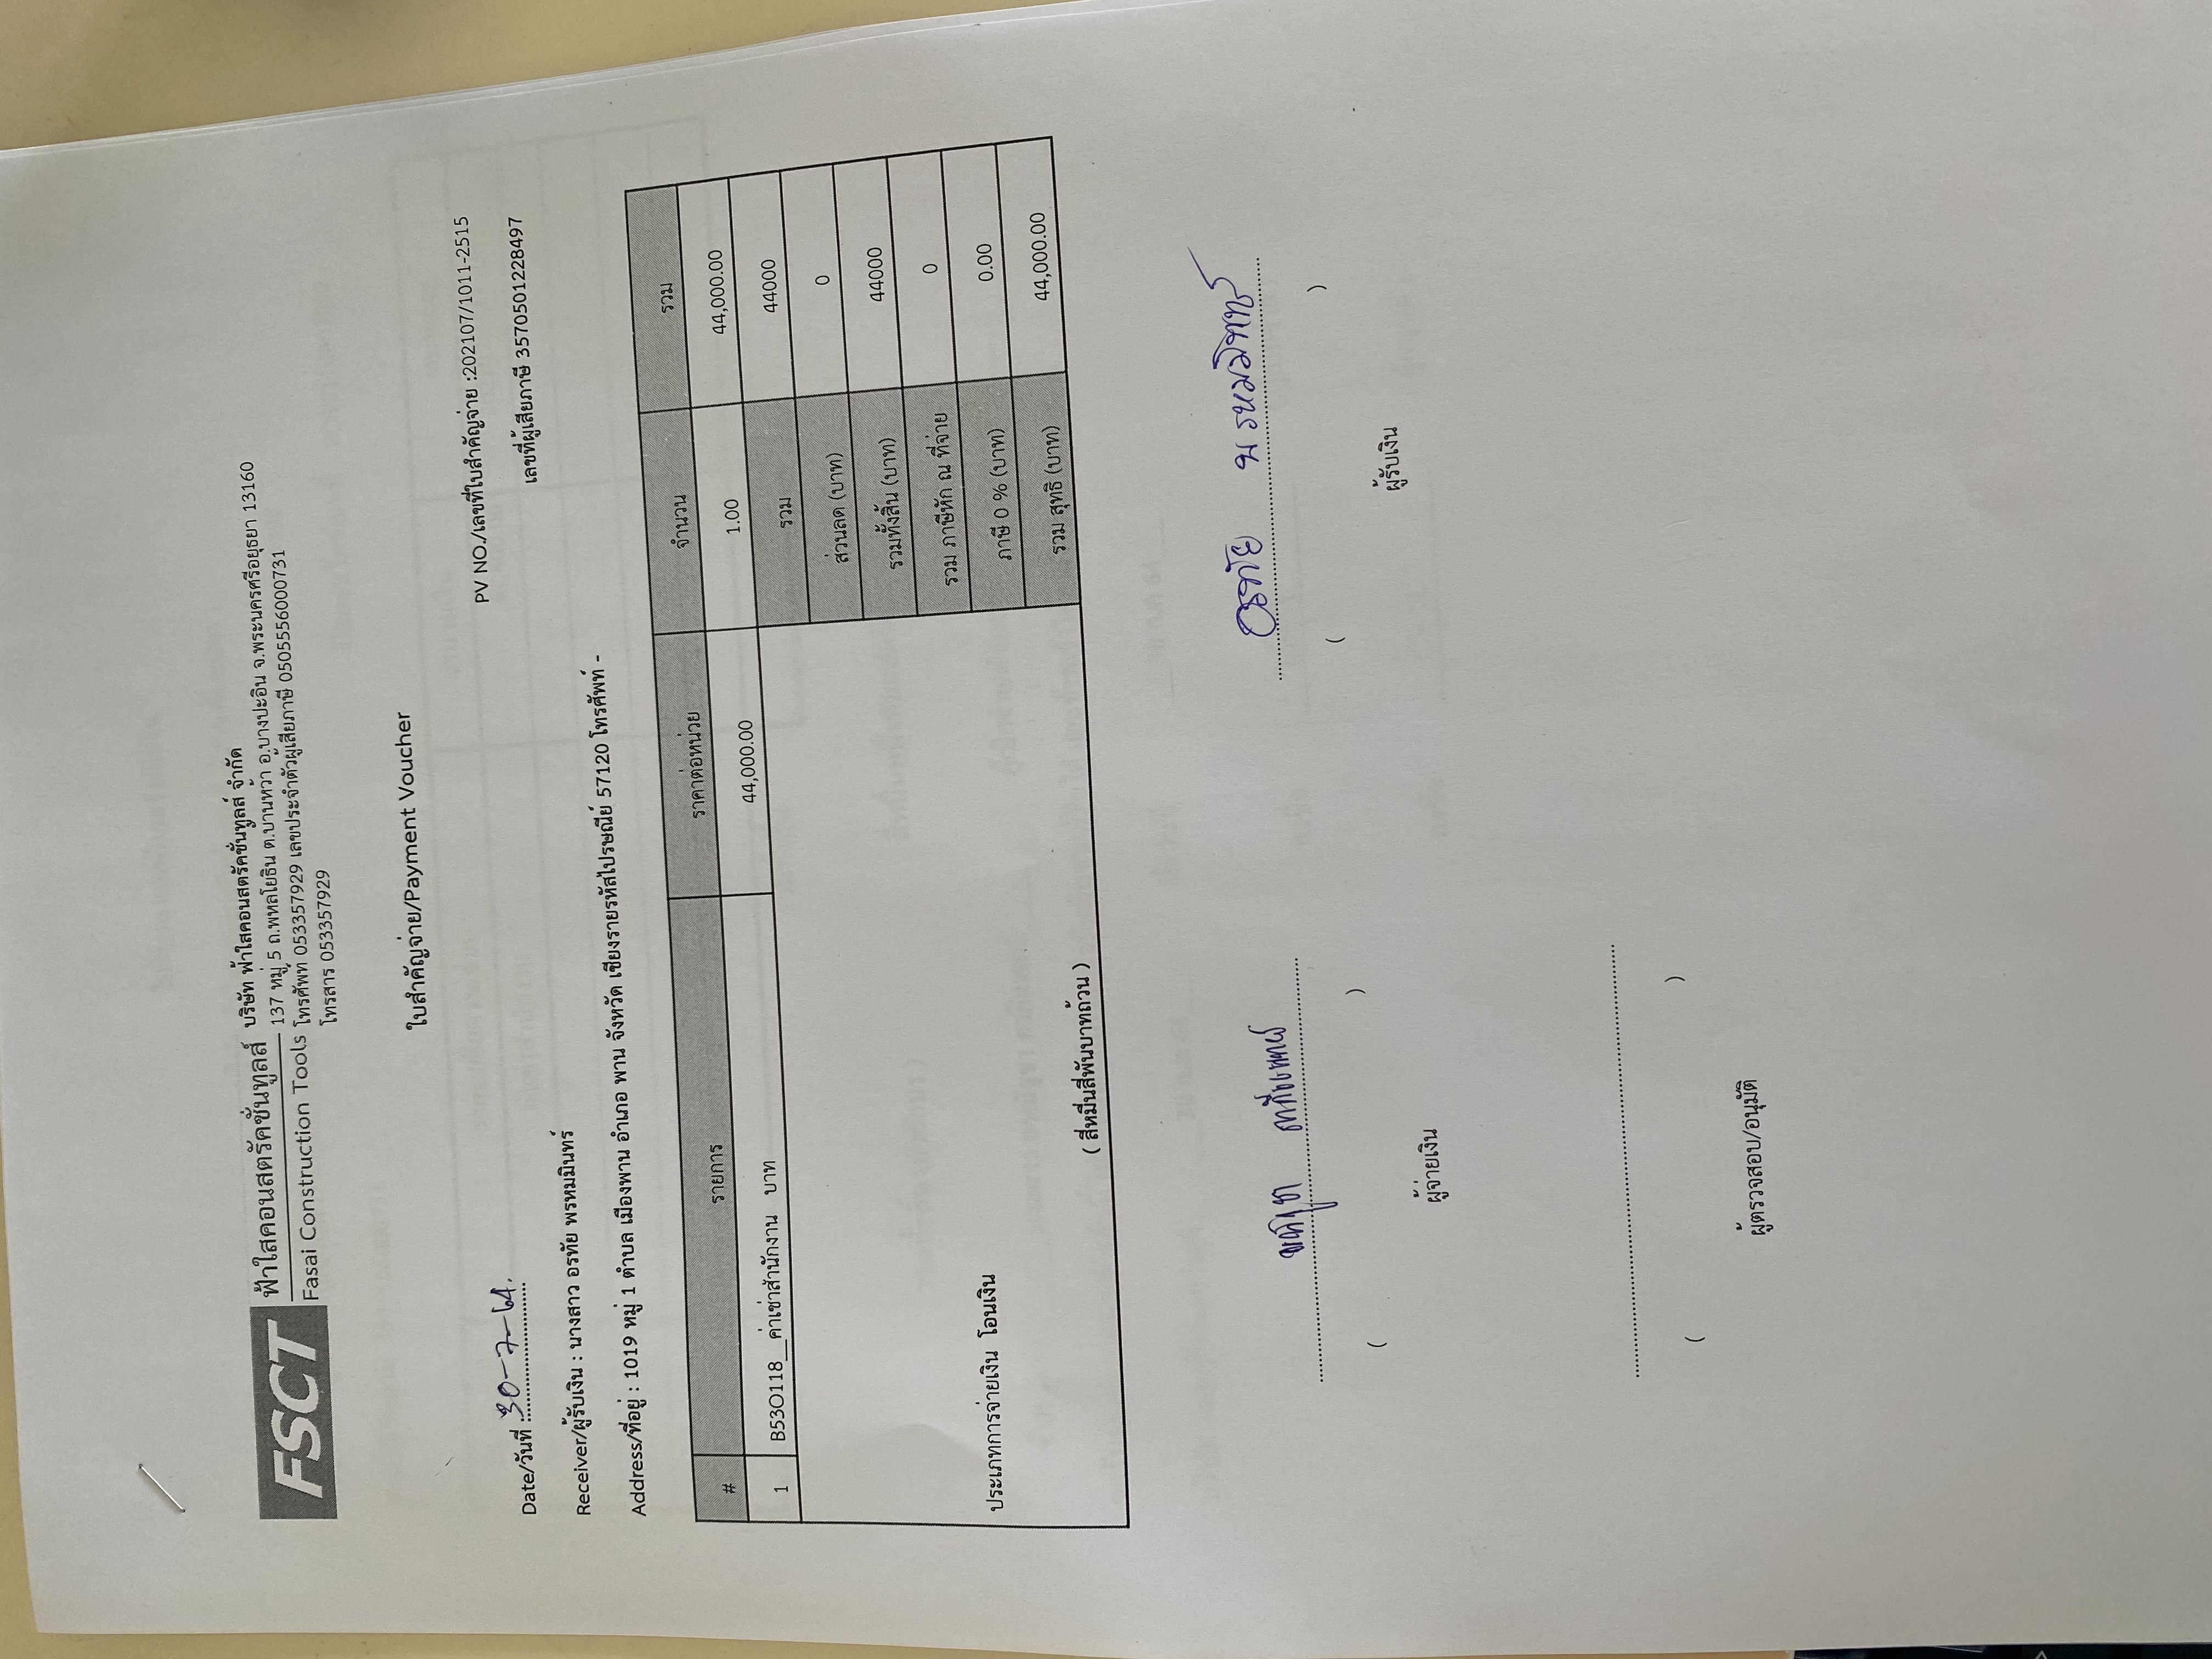 FSCT
ฟ้าใสคอนสตรัคชั่นทูลส์
Fasai Construction Tools
บริษัท ฟ้าใสคอนสตรัคชั่นทูลส์ จำกัด
137 หมู่ 5 ถ.พหลโยธิน ต.บ้านหว้า อ.บางปะอิน จ.พระนครศรีอยุธยา 13160
โทรศัพท์ 053357929 เลขประจำตัวผู้เสียภาษี 0505556000731
โทรสาร 053357929
ใบสำคัญจ่าย/Payment Voucher
PV NO./เลขที่ใบสำคัญจ่าย :202107/1011-2515
Date/วันที่ : 30-7-64.
เลขที่ผู้เสียภาษี 3570501228497
Receiver/ผู้รับเงิน : นางสาว อรทัย พรหมมินทร์
Address/ที่อยู่ : 1019 หมู่ 1 ตำบล เมืองพาน อำเภอ พาน จังหวัด เชียงรายรหัสไปรษณีย์ 57120 โทรศัพท์ -
# รายการ ราคาต่อหน่วย จำนวน รวม
1 B53O118__ค่าเช่าสำนักงาน บาท 44,000.00 1.00 44,000.00
รวม 44000
ส่วนลด (บาท) 0
รวมทั้งสิ้น (บาท) 44000
รวม ภาษีหัก ณ ที่จ่าย 0
ประเภทการจ่ายเงิน โอนเงิน
ภาษี 0 % (บาท) 0.00
รวม สุทธิ (บาท) 44,000.00
( สี่หมื่นสี่พันบาทถ้วน )
อรทัย พรหมมินทร์
( )
( )
ผู้จ่ายเงิน
ผู้รับเงิน
( )
ผู้ตรวจสอบ/อนุมัติ